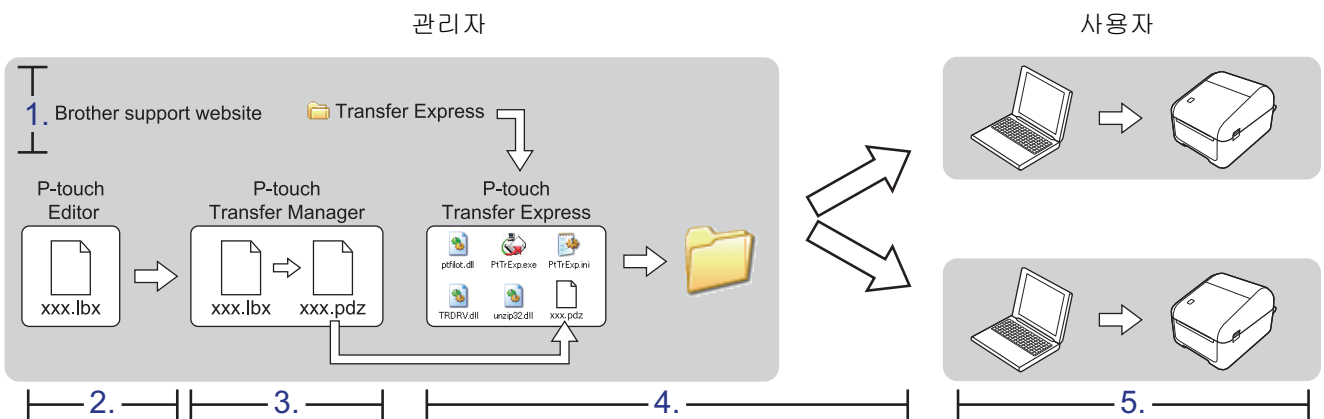 관리자
사용자
1. Brother support website
Transfer Express
P-touch
Editor
xxx.lbx
P-touch
Transfer Manager
xxx.lbx
xxx.pdz
P-touch
Transfer Express
ptfilot.dll
PtTrExp.exe
PtTrExp.ini
TRDRV.dll
unzip32.dll
xxx.pdz
2.
3.
4.
5.